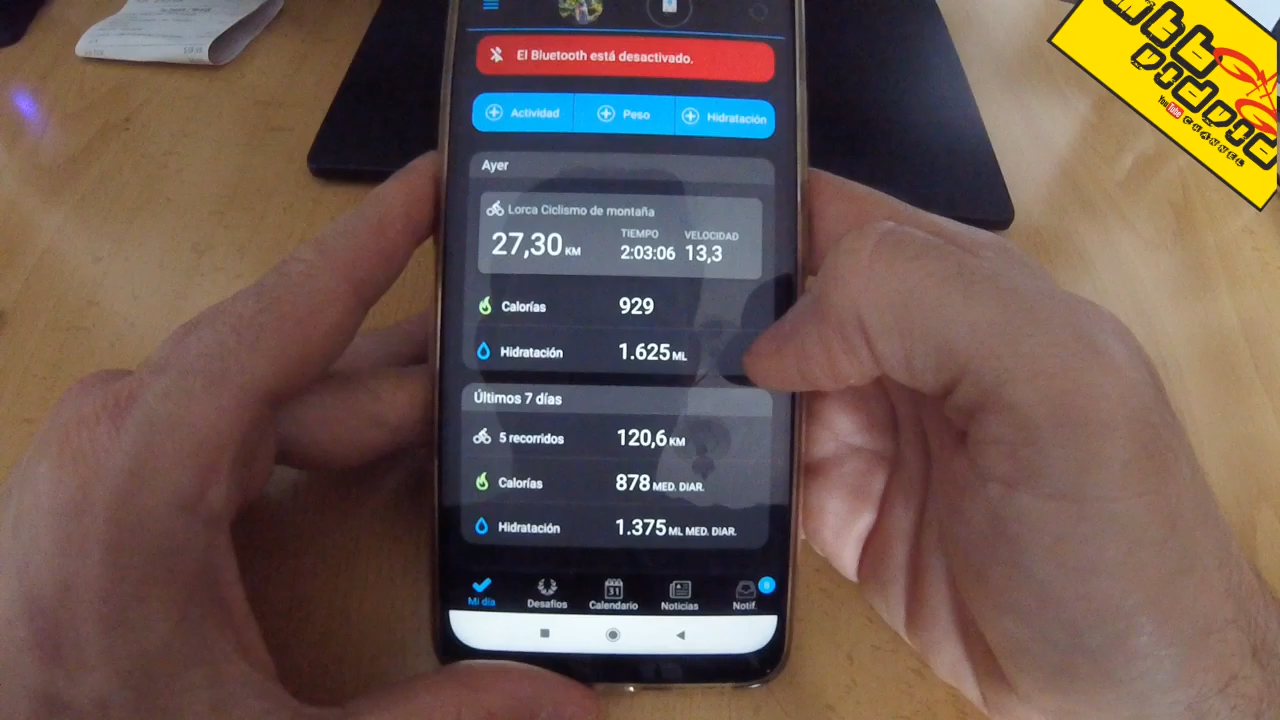 El Bluetooth está desactivado.
Actividad
Peso
Hidratación
Ayer
Lorca Ciclismo de montaña
27,30 KM
TIEMPO
2:03:06
VELOCIDAD
13,3
Calorías 929
Hidratación 1.625 ML
Últimos 7 días
5 recorridos 120,6 KM
Calorías 878 MED. DIAR.
Hidratación 1.375 ML MED. DIAR.
31
8
Mi día
Desafíos
Calendario
Noticias
Notif.
YouTube CHANNEL